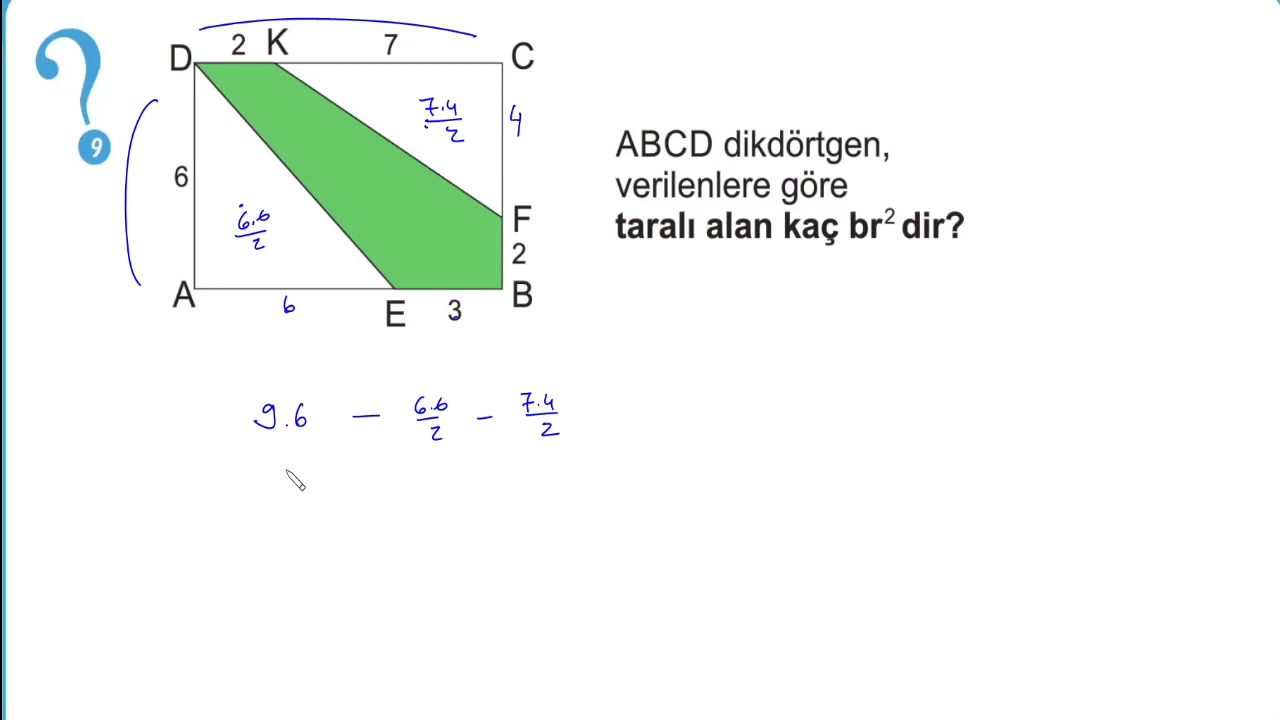 ?
9
D 2 K 7 C
7.4
2
4
6
6.6
2
F
2
A 6 E 3 B
ABCD dikdörtgen,
verilenlere göre
taralı alan kaç br² dir?
9.6 — 6.6/2 - 7.4/2